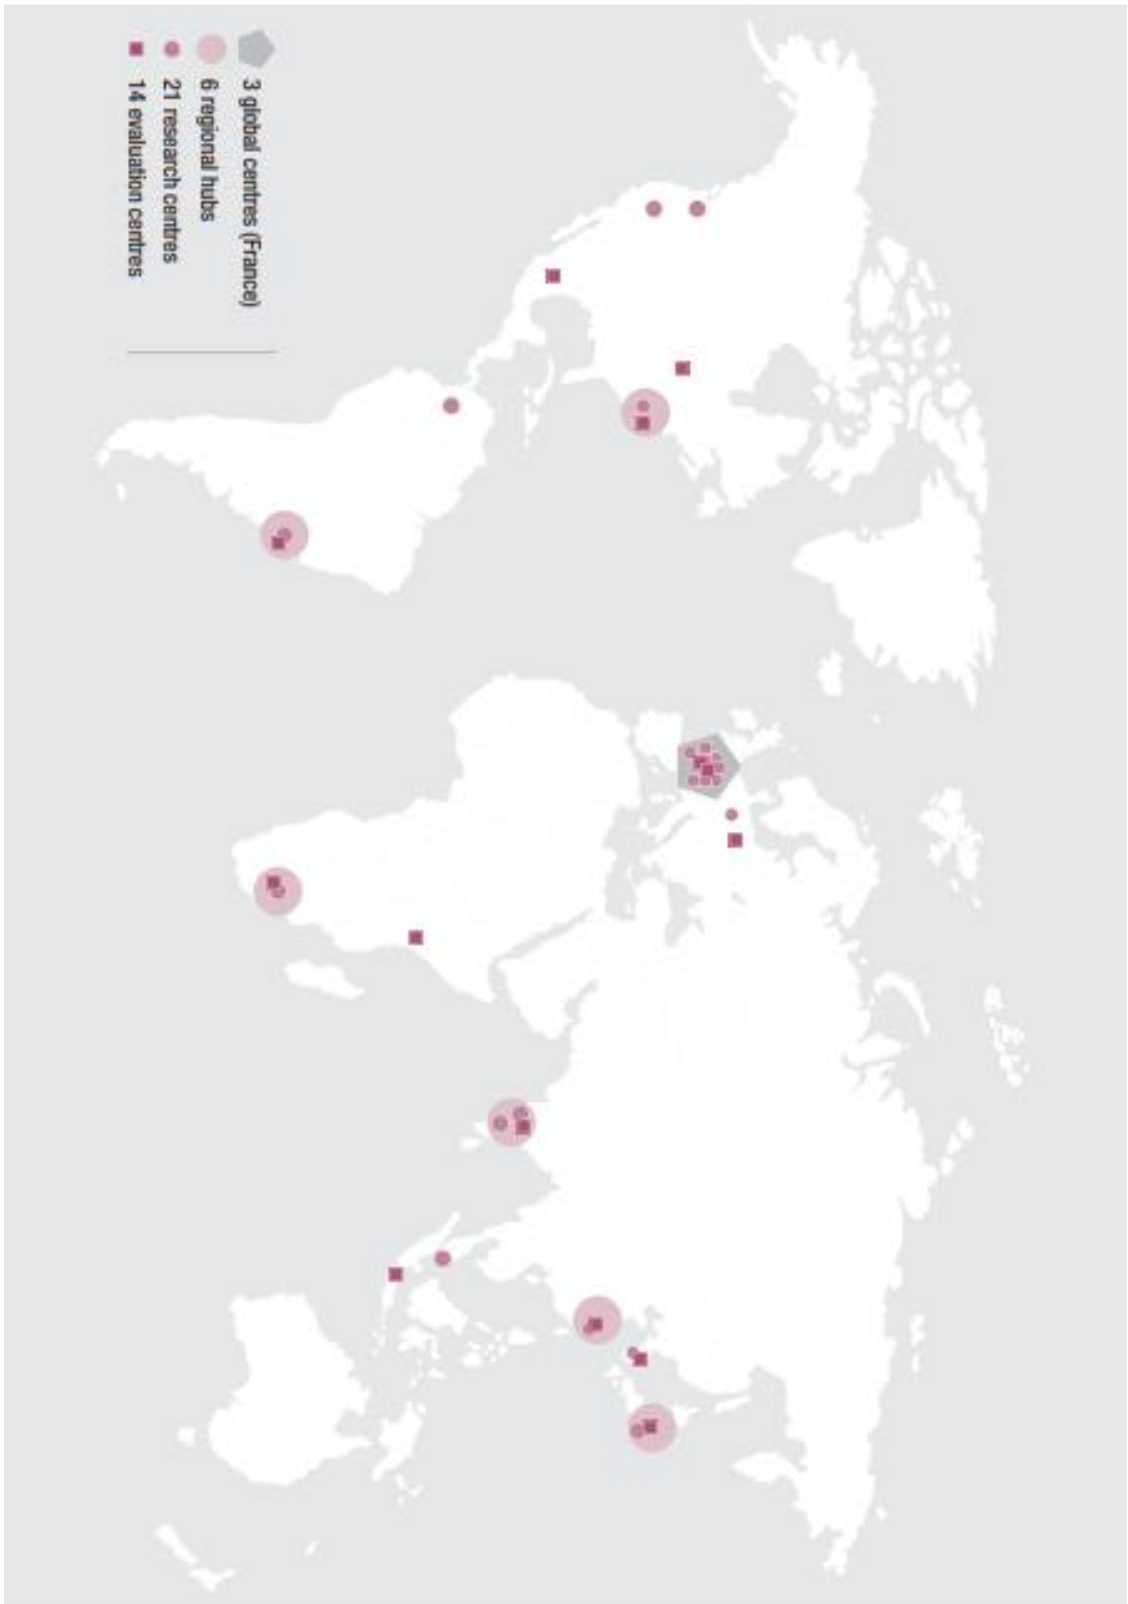 3 global centres (France)
6 regional hubs
21 research centres
14 evaluation centres